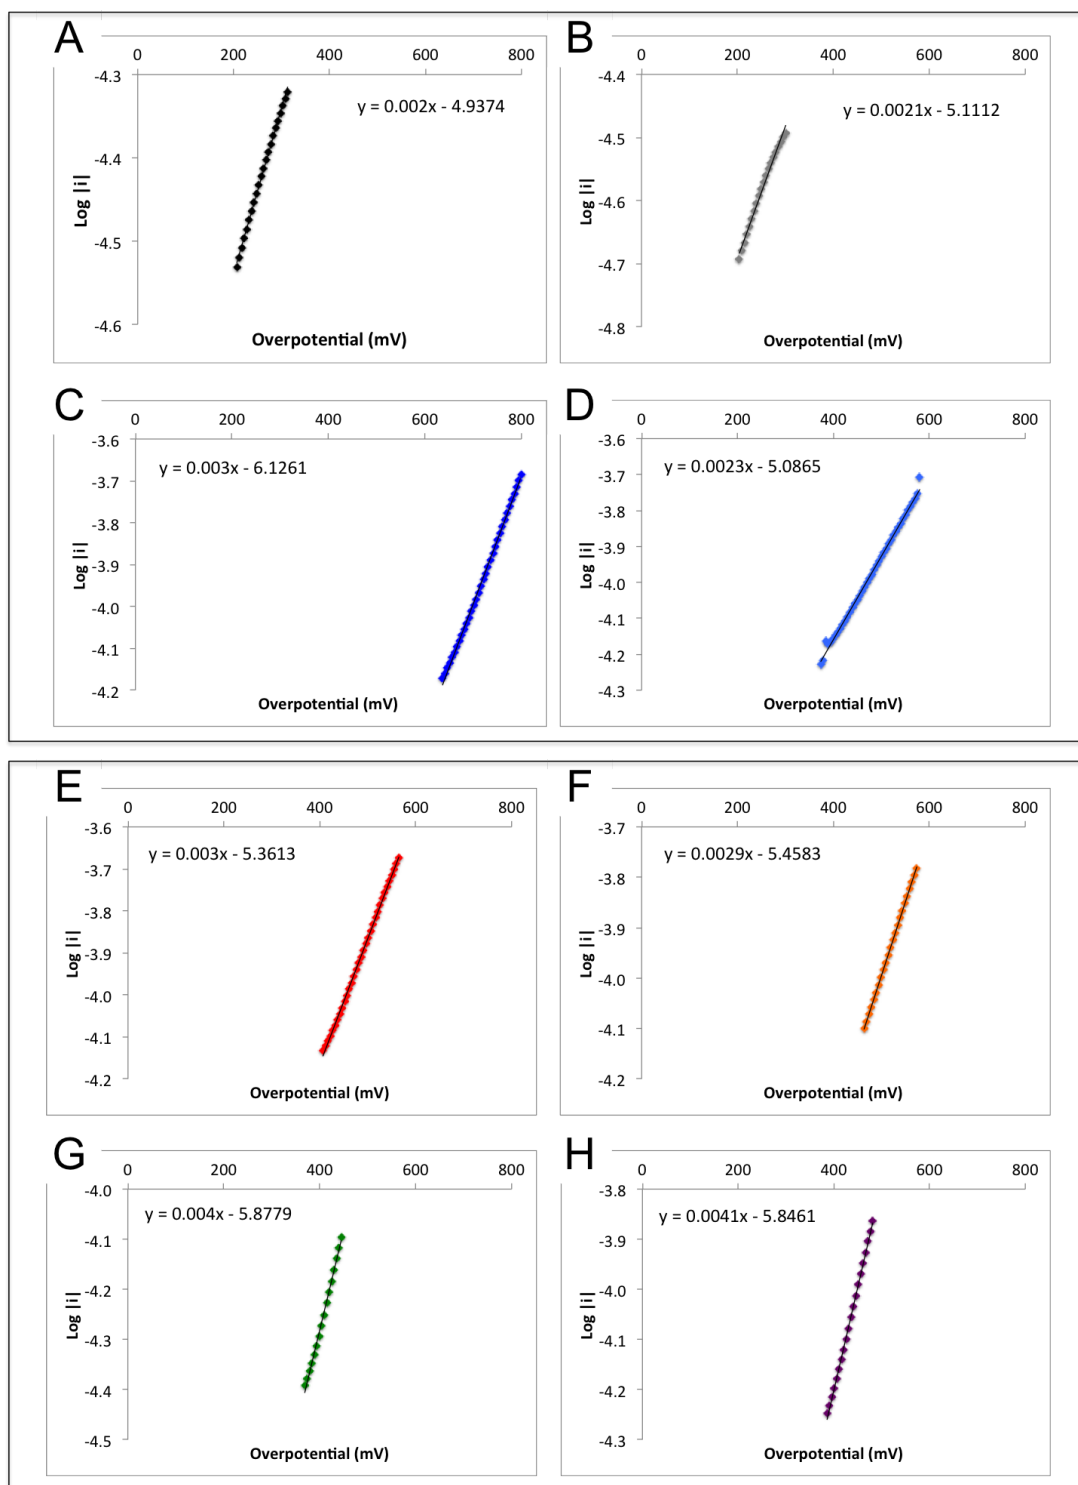 A
0 200 400 600 800
-4.3
y = 0.002x - 4.9374
-4.4
-4.5
-4.6
Log |i|
Overpotential (mV)
B
0 200 400 600 800
-4.4
y = 0.0021x - 5.1112
-4.5
-4.6
-4.7
-4.8
Log |i|
Overpotential (mV)
C
0 200 400 600 800
-3.6
y = 0.003x - 6.1261
-3.7
-3.8
-3.9
-4.0
-4.1
-4.2
Log |i|
Overpotential (mV)
D
0 200 400 600 800
-3.6
y = 0.0023x - 5.0865
-3.7
-3.8
-3.9
-4.0
-4.1
-4.2
-4.3
Log |i|
Overpotential (mV)
E
0 200 400 600 800
-3.6
y = 0.003x - 5.3613
-3.7
-3.8
-3.9
-4.0
-4.1
-4.2
Log |i|
Overpotential (mV)
F
0 200 400 600 800
-3.7
y = 0.0029x - 5.4583
-3.8
-3.9
-4.0
-4.1
-4.2
Log |i|
Overpotential (mV)
G
0 200 400 600 800
-4.0
y = 0.004x - 5.8779
-4.1
-4.2
-4.3
-4.4
-4.5
Log |i|
Overpotential (mV)
H
0 200 400 600 800
-3.8
y = 0.0041x - 5.8461
-3.9
-4.0
-4.1
-4.2
-4.3
Log |i|
Overpotential (mV)